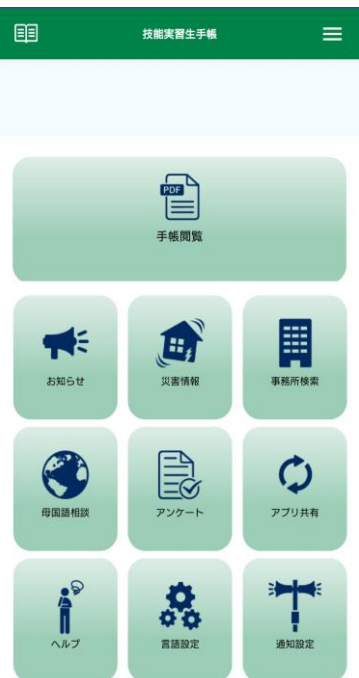 技能実習生手帳
PDF
手帳閲覧
お知らせ
災害情報
事務所検索
母国語相談
アンケート
アプリ共有
ヘルプ
言語設定
通知設定